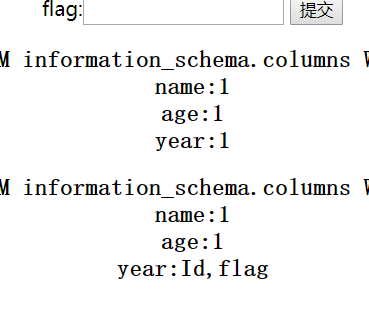 flag: 提交
M information_schema.columns W
name:1
age:1
year:1
M information_schema.columns W
name:1
age:1
year:Id,flag